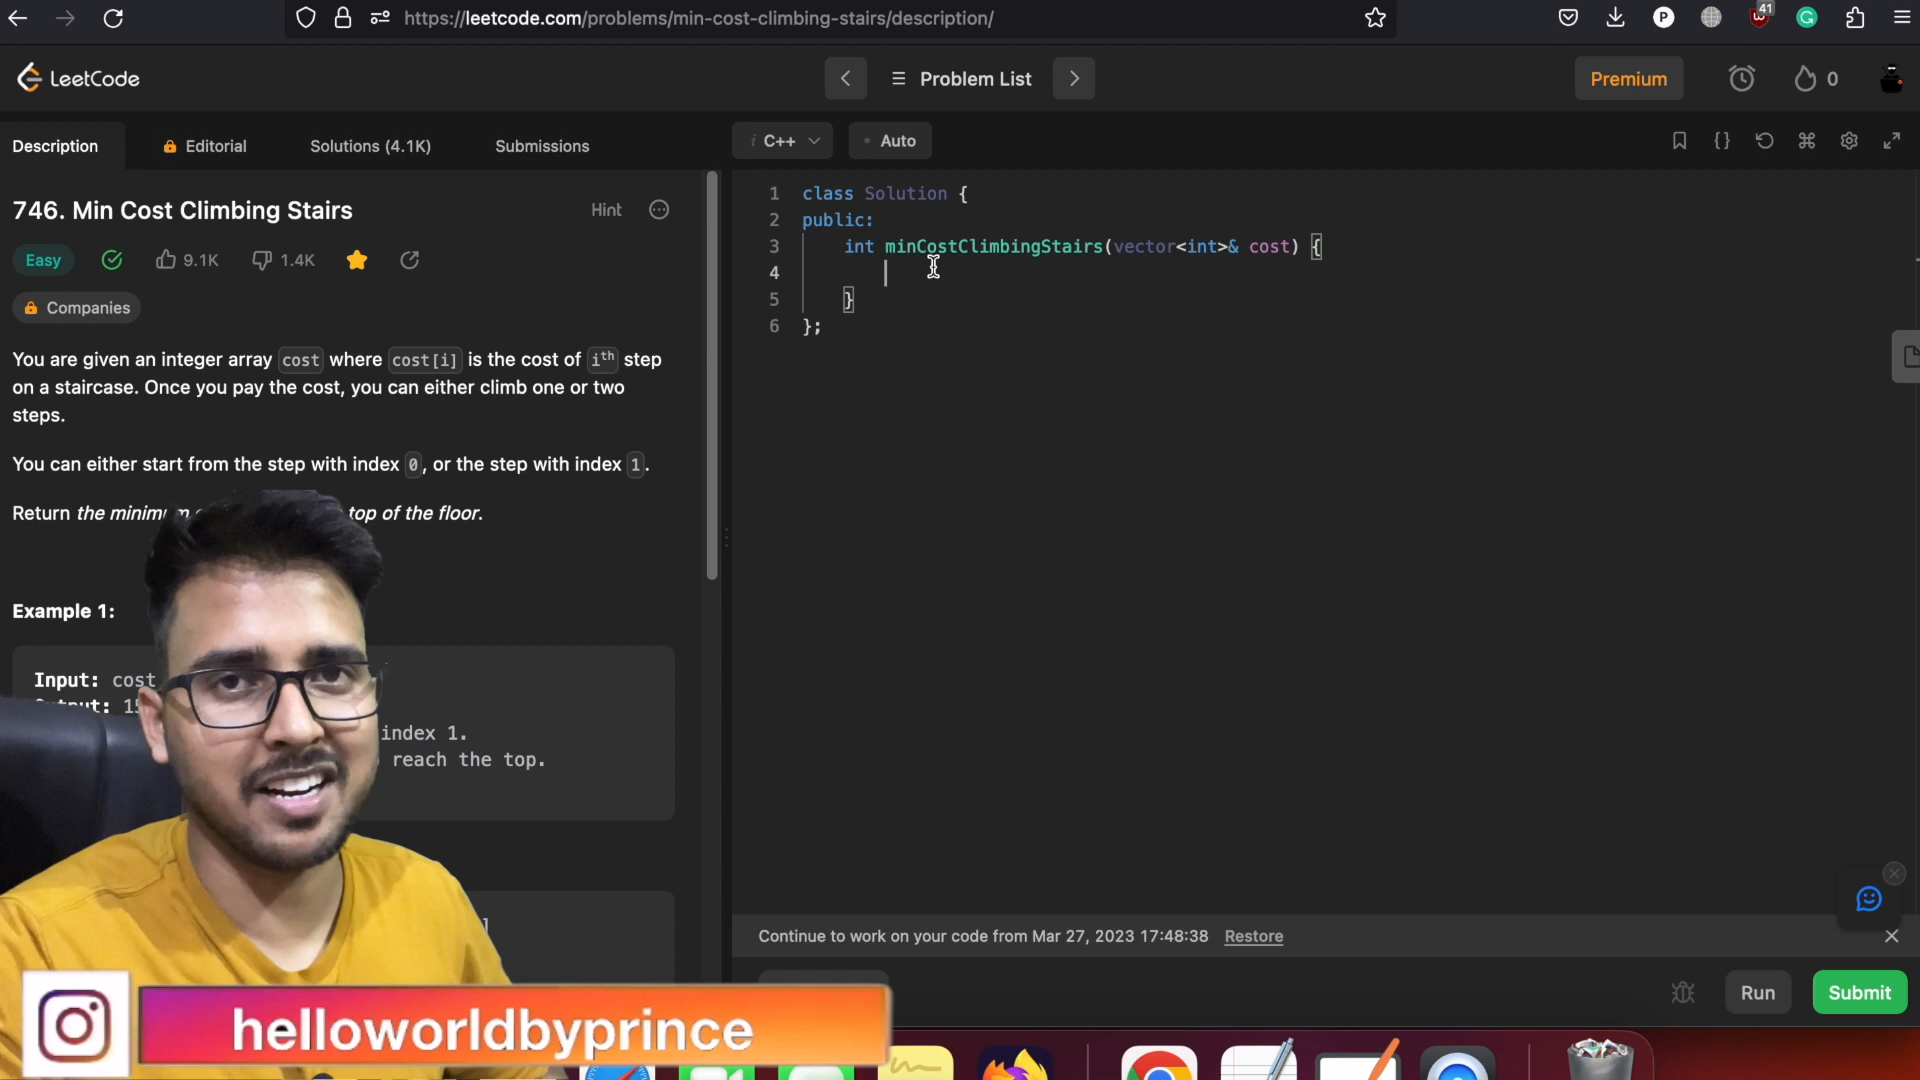 https://leetcode.com/problems/min-cost-climbing-stairs/description/
41
LeetCode
Problem List
Premium
0
Description
Editorial
Solutions (4.1K)
Submissions
i C++
Auto
746. Min Cost Climbing Stairs
Hint
Easy
9.1K
1.4K
Companies
You are given an integer array cost where cost[i] is the cost of ith step
on a staircase. Once you pay the cost, you can either climb one or two
steps.
You can either start from the step with index 0, or the step with index 1.
Return the minimum top of the floor.
Example 1:
Input: cost
Output: 15
index 1.
reach the top.
]
1 class Solution {
2 public:
3 int minCostClimbingStairs(vector<int>& cost) {
4
5 }
6 };
Continue to work on your code from Mar 27, 2023 17:48:38 Restore
Run
Submit
helloworldbyprince